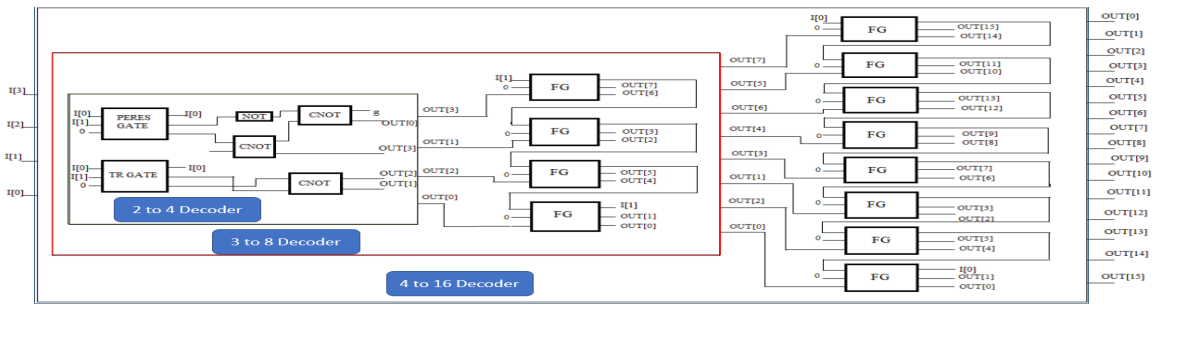 I[3]
I[2]
I[1]
I[0]
I[0]
I[1]
0
PERES
GATE
I[0]
NOT
CNOT
g
OUT[0]
CNOT
OUT[3]
I[0]
I[1]
0
TR GATE
I[0]
CNOT
OUT[2]
OUT[1]
2 to 4 Decoder
3 to 8 Decoder
4 to 16 Decoder
OUT[3]
OUT[1]
OUT[2]
OUT[0]
I[1]
0
FG
OUT[7]
OUT[6]
0
FG
OUT[3]
OUT[2]
0
FG
OUT[5]
OUT[4]
0
FG
I[1]
OUT[1]
OUT[0]
OUT[7]
OUT[5]
OUT[6]
OUT[4]
OUT[3]
OUT[1]
OUT[2]
OUT[0]
I[0]
0
FG
OUT[15]
OUT[14]
0
FG
OUT[11]
OUT[10]
0
FG
OUT[13]
OUT[12]
0
FG
OUT[9]
OUT[8]
0
FG
OUT[7]
OUT[6]
0
FG
OUT[3]
OUT[2]
0
FG
OUT[5]
OUT[4]
0
FG
I[0]
OUT[1]
OUT[0]
OUT[0]
OUT[1]
OUT[2]
OUT[3]
OUT[4]
OUT[5]
OUT[6]
OUT[7]
OUT[8]
OUT[9]
OUT[10]
OUT[11]
OUT[12]
OUT[13]
OUT[14]
OUT[15]